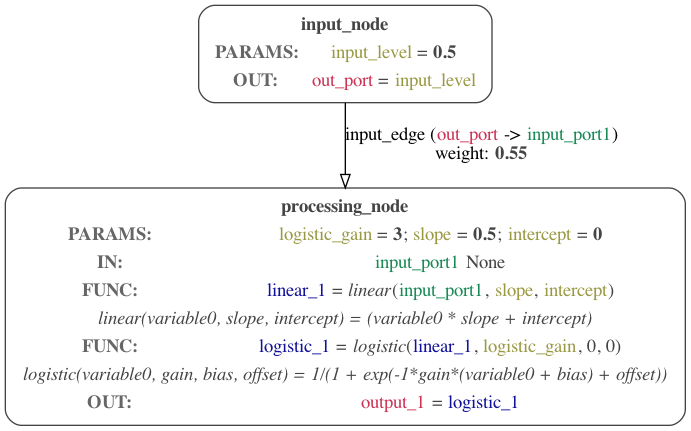 input_node
PARAMS: input_level = 0.5
OUT: out_port = input_level
input_edge (out_port -> input_port1)
weight: 0.55
processing_node
PARAMS: logistic_gain = 3; slope = 0.5; intercept = 0
IN: input_port1 None
FUNC: linear_1 = linear(input_port1, slope, intercept)
linear(variable0, slope, intercept) = (variable0 * slope + intercept)
FUNC: logistic_1 = logistic(linear_1, logistic_gain, 0, 0)
logistic(variable0, gain, bias, offset) = 1/(1 + exp(-1*gain*(variable0 + bias) + offset))
OUT: output_1 = logistic_1